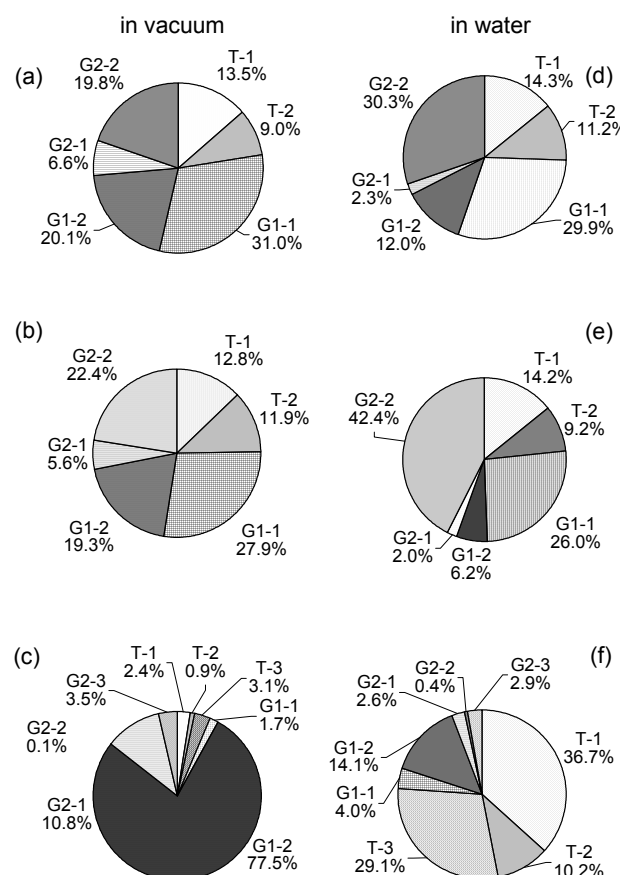 in vacuum
in water
(a)
G2-2
19.8%
T-1
13.5%
T-2
9.0%
G2-1
6.6%
G1-2
20.1%
G1-1
31.0%
(d)
G2-2
30.3%
T-1
14.3%
T-2
11.2%
G2-1
2.3%
G1-2
12.0%
G1-1
29.9%
(b)
G2-2
22.4%
T-1
12.8%
T-2
11.9%
G2-1
5.6%
G1-2
19.3%
G1-1
27.9%
(e)
G2-2
42.4%
T-1
14.2%
T-2
9.2%
G2-1
2.0%
G1-2
6.2%
G1-1
26.0%
(c)
T-1
2.4%
T-2
0.9%
T-3
3.1%
G1-1
1.7%
G2-3
3.5%
G2-2
0.1%
G2-1
10.8%
G1-2
77.5%
(f)
G2-2
0.4%
G2-3
2.9%
G2-1
2.6%
T-1
36.7%
G1-2
14.1%
G1-1
4.0%
T-3
29.1%
T-2
10.2%